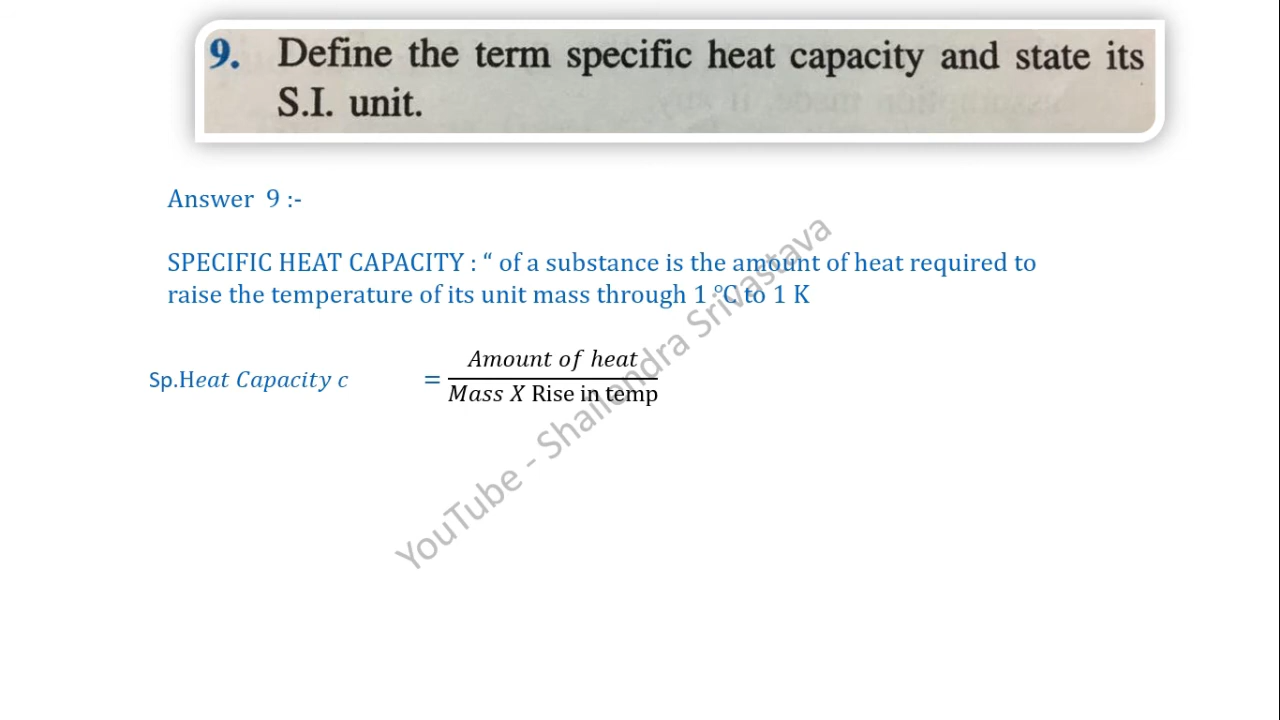 9. Define the term specific heat capacity and state its
S.I. unit.
Answer 9 :-
SPECIFIC HEAT CAPACITY : “ of a substance is the amount of heat required to
raise the temperature of its unit mass through 1 °C to 1 K
Sp.Heat Capacity c = Amount of heat
Mass X Rise in temp
YouTube - Shailendra Srivastava